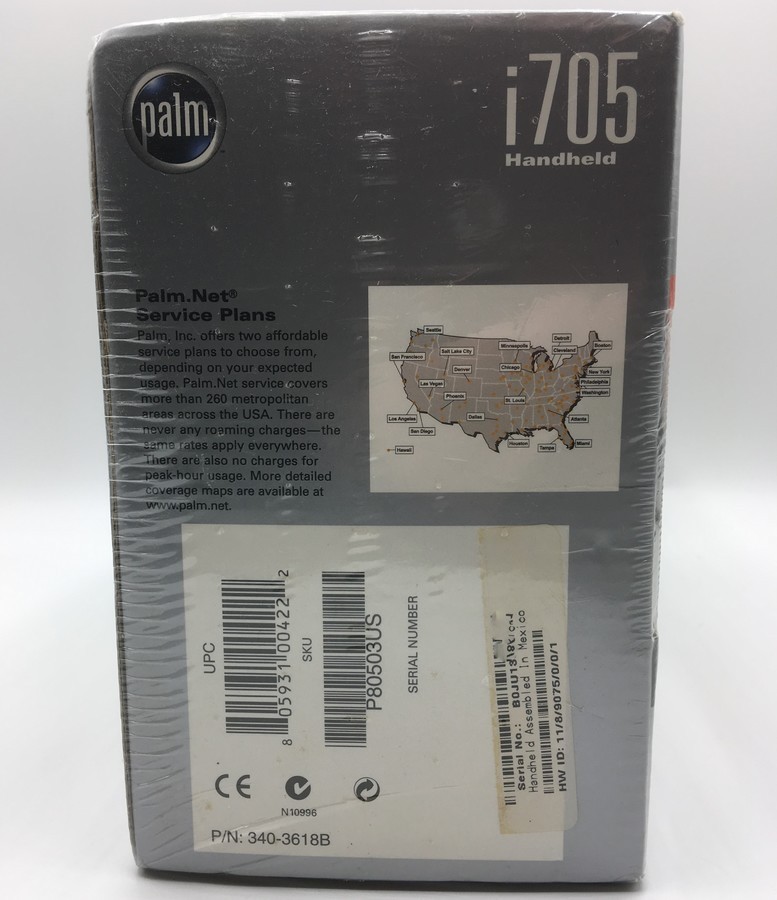 palm
i705
Handheld
Palm.Net®
Service Plans
Palm, Inc. offers two affordable
service plans to choose from,
depending on your expected
usage. Palm.Net service covers
more than 260 metropolitan
areas across the USA. There are
never any roaming charges—the
same rates apply everywhere.
There are also no charges for
peak-hour usage. More detailed
coverage maps are available at
www.palm.net.
Seattle
San Francisco
Salt Lake City
Denver
Las Vegas
Phoenix
Los Angeles
San Diego
Hawaii
Minneapolis
Chicago
St. Louis
Dallas
Houston
Tampa
Detroit
Cleveland
Boston
New York
Philadelphia
Washington
Atlanta
Miami
UPC
8 05931 00422 2
SKU
P80503US
SERIAL NUMBER
Serial No.:
Handheld Assembled In Mexico
HW ID: 11/8/9075/0/0/1
CE
N10996
P/N: 340-3618B